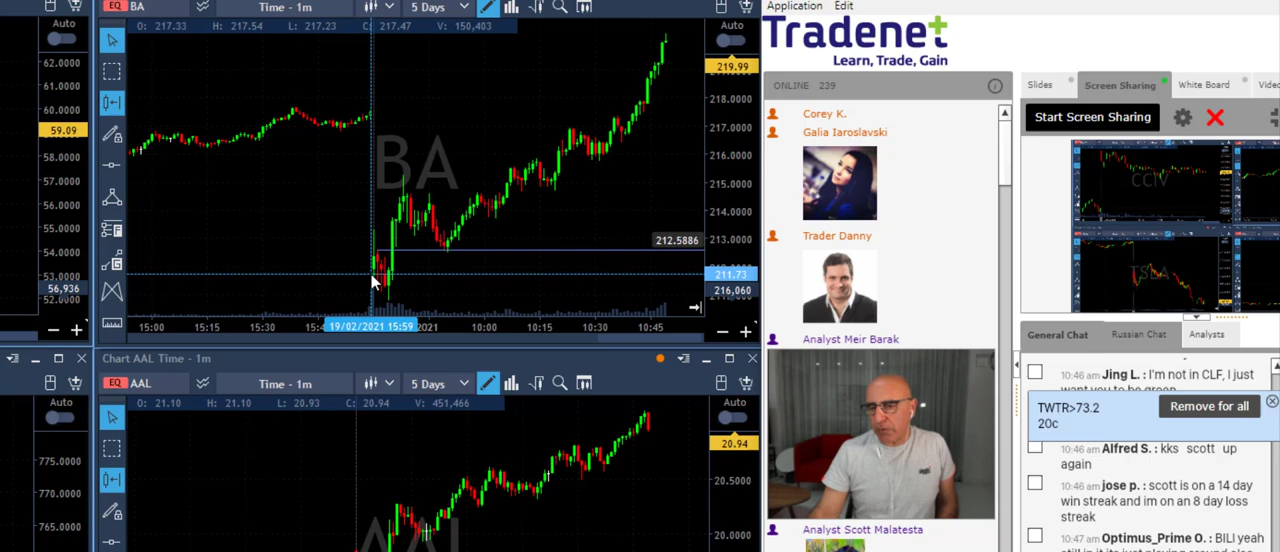 EQ BA Time - 1m 5 Days
O: 217.33 H: 217.54 L: 217.23 C: 217.47 V: 150,403
Auto
Auto
62.0000
60.0000
59.09
58.0000
57.0000
56.0000
55.0000
54.0000
53.0000
56,936
52.0000
BA
219.99
218.0000
217.0000
216.0000
215.0000
214.0000
213.0000
212.5886
211.73
216,060
15:00 15:15 15:30 19/02/2021 15:59 2021 10:00 10:15 10:30 10:45
Chart AAL Time - 1m
EQ AAL Time - 1m 5 Days
O: 21.10 H: 21.10 L: 20.93 C: 20.94 V: 451,466
Auto
Auto
775.0000
770.0000
765.0000
AAL
20.94
20.5000
20.0000
Application Edit
Tradenet
Learn, Trade, Gain
ONLINE 239
Corey K.
Galia Iaroslavski
Trader Danny
Analyst Meir Barak
Analyst Scott Malatesta
Slides Screen Sharing White Board Video
Start Screen Sharing
CCIV
TSLA
General Chat Russian Chat Analysts
10:46 am Jing L. : I'm not in CLF, I just
want you to be green
TWTR>73.2
20c
Remove for all
10:46 am Alfred S. : kks scott up
again
10:46 am jose p. : scott is on a 14 day
win streak and im on an 8 day loss
streak
10:47 am Optimus_Prime O. : BILI yeah